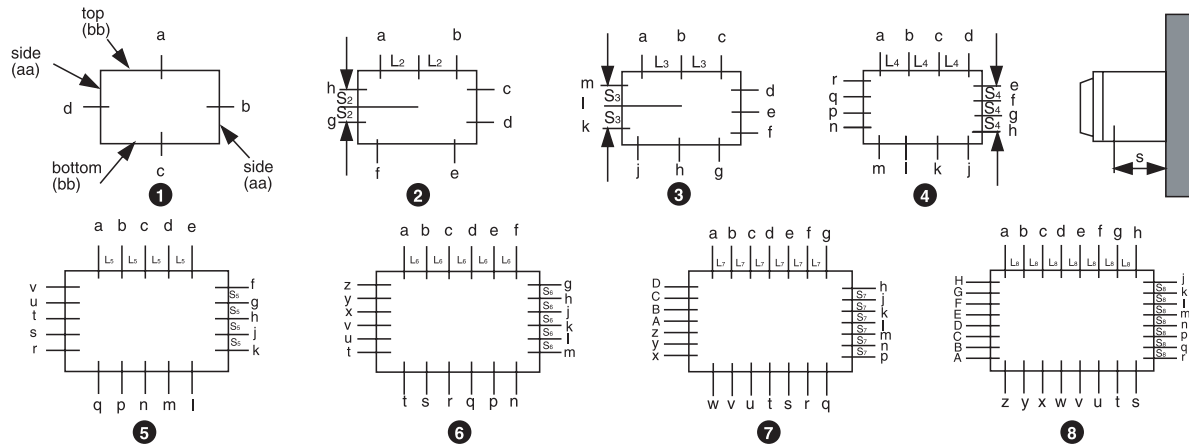 top
(bb)
a
side
(aa)
d
b
bottom
(bb)
c
side
(aa)
1
a b
L2 L2
h
S2
S2
g
c
d
f e
2
a b c
L3 L3
m
S3
l
S3
k
d
e
f
j h g
3
a b c d
L4 L4 L4
r
q
p
n
e
S4
f
S4
g
S4
h
m l k j
4
s
a b c d e
L5 L5 L5 L5
v
u
t
s
r
f
S5
g
S5
h
S5
j
S5
k
q p n m l
5
a b c d e f
L6 L6 L6 L6 L6
z
y
x
v
u
t
g
S6
h
S6
j
S6
k
S6
l
S6
m
t s r q p n
6
a b c d e f g
L7 L7 L7 L7 L7 L7
D
C
B
A
z
y
x
h
S7
j
S7
k
S7
l
S7
m
S7
n
S7
p
w v u t s r q
7
a b c w d e f g h
L8 L8 L8 L8 L8 L8 L8
H
G
F
E
D
C
B
A
j
S8
k
S8
l
S8
m
S8
n
S8
p
S8
q
S8
r
z y x w v u t s
8